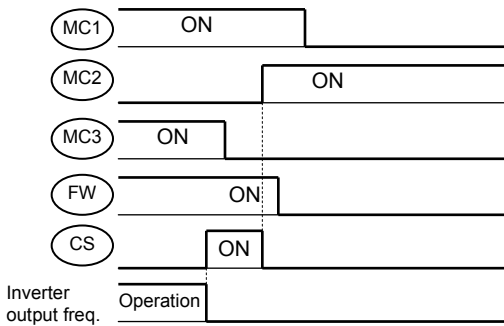 MC1 ON
MC2 ON
MC3 ON
FW ON
CS ON
Inverter
output freq. Operation